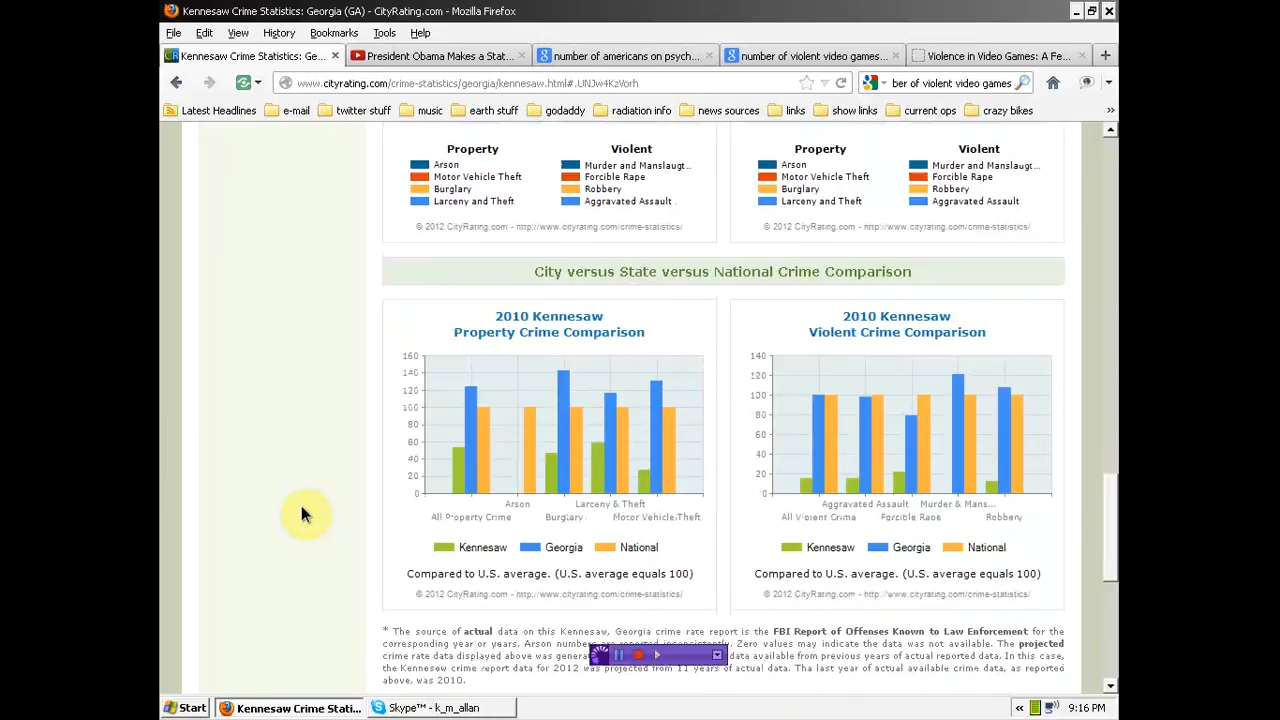 Kennesaw Crime Statistics: Georgia (GA) - CityRating.com - Mozilla Firefox
File Edit View History Bookmarks Tools Help
Kennesaw Crime Statistics: Ge...
President Obama Makes a Stat...
number of americans on psych...
number of violent video games...
Violence in Video Games: A Fe...
www.cityrating.com/crime-statistics/georgia/kennesaw.html#.UNJw4KzVorh
ber of violent video games
Latest Headlines e-mail twitter stuff music earth stuff godaddy radiation info news sources links show links current ops crazy bikes
Property Violent
Arson Murder and Manslaugt..
Motor Vehicle Theft Forcible Rape
Burglary Robbery
Larceny and Theft Aggravated Assault
© 2012 CityRating.com - http://www.cityrating.com/crime-statistics/
Property Violent
Arson Murder and Manslaugt...
Motor Vehicle Theft Forcible Rape
Burglary Robbery
Larceny and Theft Aggravated Assault
© 2012 CityRating.com - http://www.cityrating.com/crime-statistics/
City versus State versus National Crime Comparison
2010 Kennesaw
Property Crime Comparison
160
140
120
100
80
60
40
20
0
Arson Larceny & Theft
All Property Crime Burglary Motor Vehicle Theft
Kennesaw Georgia National
Compared to U.S. average. (U.S. average equals 100)
© 2012 CityRating.com - http://www.cityrating.com/crime-statistics/
2010 Kennesaw
Violent Crime Comparison
140
120
100
80
60
40
20
0
Aggravated Assault Murder & Mans...
All Violent Crime Forcible Rape Robbery
Kennesaw Georgia National
Compared to U.S. average. (U.S. average equals 100)
© 2012 CityRating.com - http://www.cityrating.com/crime-statistics/
* The source of actual data on this Kennesaw, Georgia crime rate report is the FBI Report of Offenses Known to Law Enforcement for the
corresponding year or years. Arson numbers are reported inconsistently. Zero values may indicate the data was not available. The projected
crime rate data displayed above was gener data available from previous years of actual reported data. In this case,
the Kennesaw crime report data for 2012 was projected from 11 years of actual data. Tha last year of actual available crime data, as reported
above, was 2010.
Start
Kennesaw Crime Stati...
Skype™ - k_m_allan
« 9:16 PM